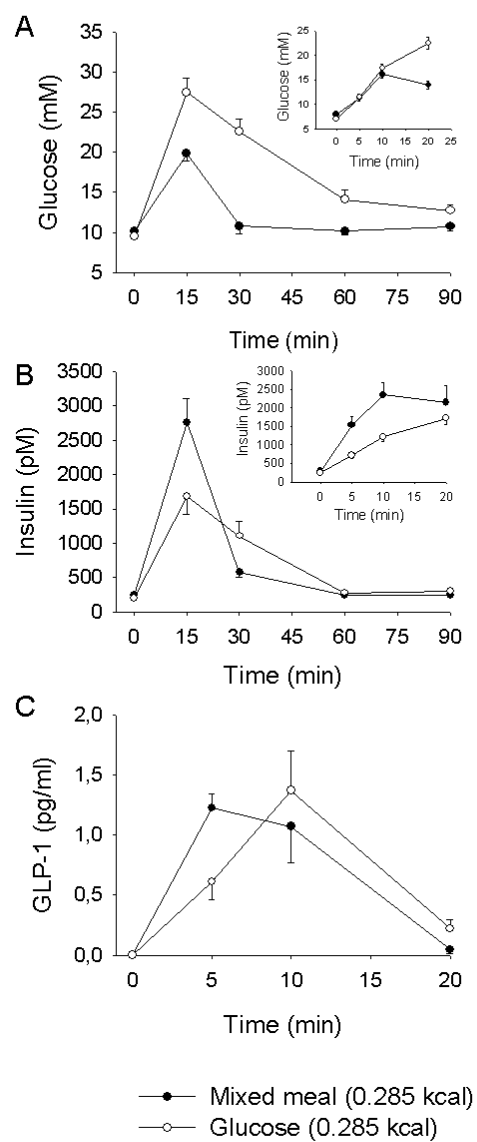 A
Glucose (mM)
35
30
25
20
15
10
5
0 15 30 45 60 75 90
Time (min)
Glucose (mM)
25
20
15
10
5
0 5 10 15 20 25
Time (min)
B
Insulin (pM)
3500
3000
2500
2000
1500
1000
500
0
0 15 30 45 60 75 90
Time (min)
Insulin (pM)
3000
2500
2000
1500
1000
500
0
0 5 10 20
Time (min)
C
GLP-1 (pg/ml)
2,0
1,5
1,0
0,5
0,0
0 5 10 15 20
Time (min)
Mixed meal (0.285 kcal)
Glucose (0.285 kcal)